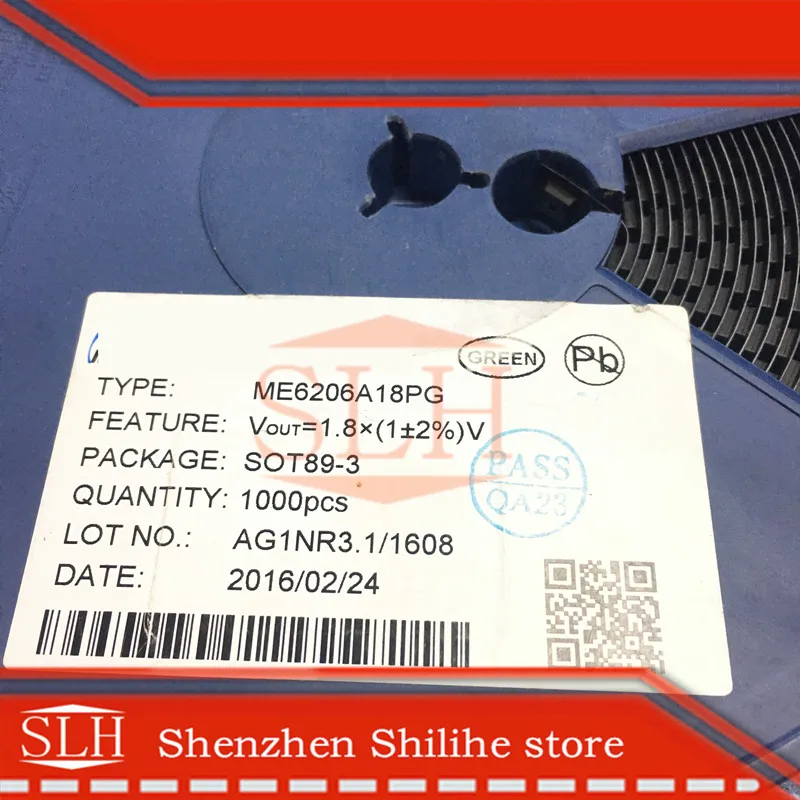 GREEN
Pb
TYPE: ME6206A18PG
FEATURE: VOUT=1.8×(1±2%)V
PACKAGE: SOT89-3
QUANTITY: 1000pcs
LOT NO.: AG1NR3.1/1608
DATE: 2016/02/24
PASS
QA23
SLH
SLH Shenzhen Shilihe store